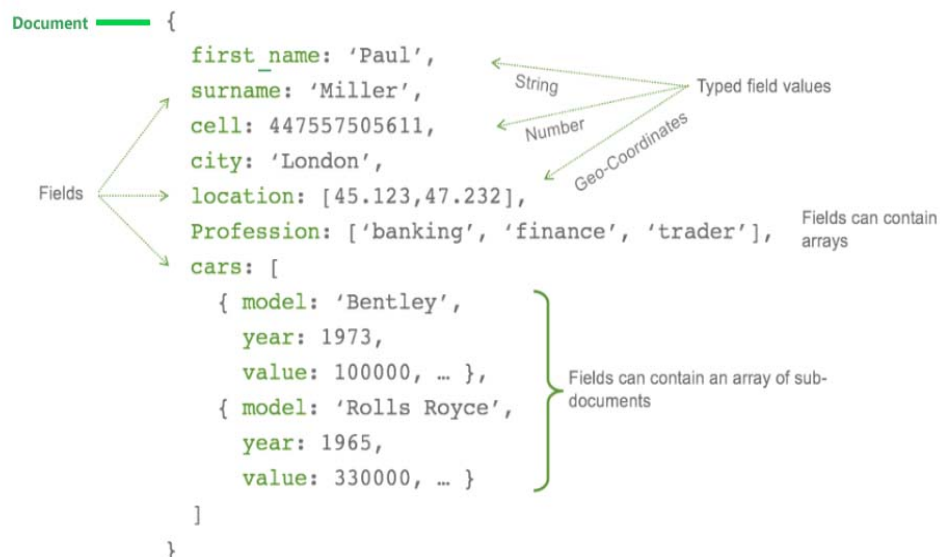 Document {
first_name: ‘Paul’,
surname: ‘Miller’,
cell: 447557505611,
city: ‘London’,
location: [45.123,47.232],
Profession: [‘banking’, ‘finance’, ‘trader’],
cars: [
{ model: ‘Bentley’,
year: 1973,
value: 100000, … },
{ model: ‘Rolls Royce’,
year: 1965,
value: 330000, … }
]
}
Fields
String
Number
Geo-Coordinates
Typed field values
Fields can contain
arrays
Fields can contain an array of sub-
documents